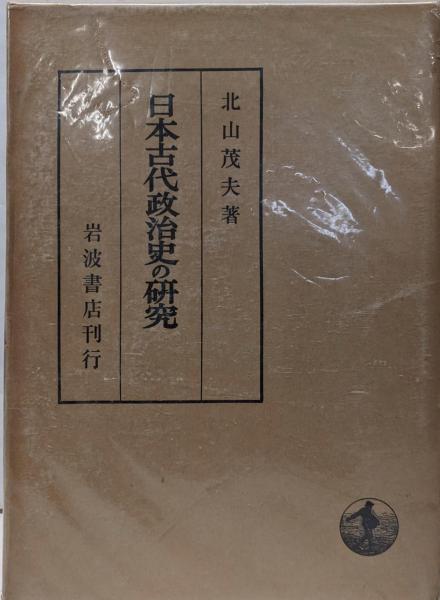 北山茂夫著
日本古代政治史の研究
岩波書店刊行